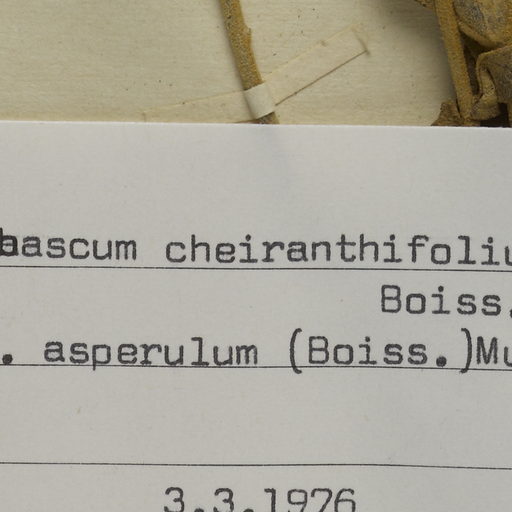 bascum cheiranthifoliu
Boiss.
. asperulum (Boiss.)Mu
3.3.1976